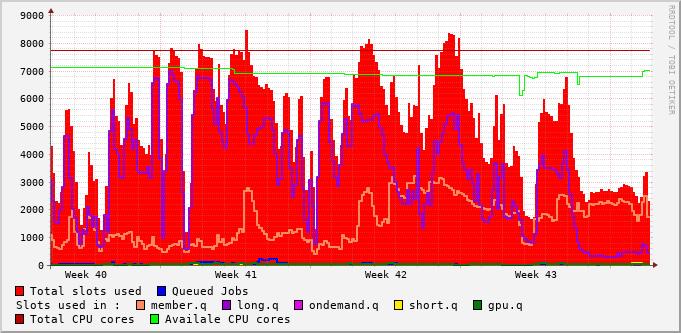 9000
8000
7000
6000
5000
4000
3000
2000
1000
0
Week 40 Week 41 Week 42 Week 43
RRDTOOL / TOBI OETIKER
Total slots used Queued Jobs
Slots used in : member.q long.q ondemand.q short.q gpu.q
Total CPU cores Availale CPU cores